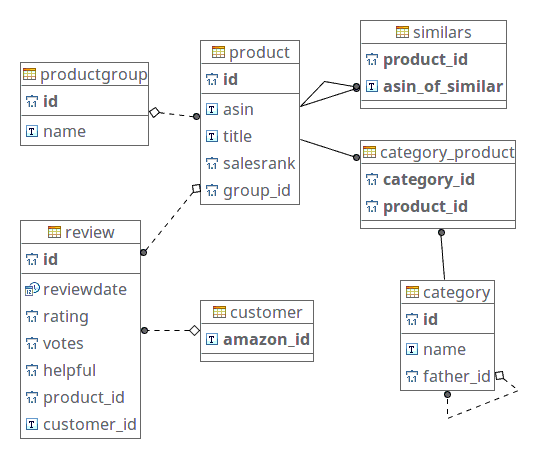 productgroup
id
name
product
id
asin
title
salesrank
group_id
similars
product_id
asin_of_similar
category_product
category_id
product_id
review
id
reviewdate
rating
votes
helpful
product_id
customer_id
customer
amazon_id
category
id
name
father_id